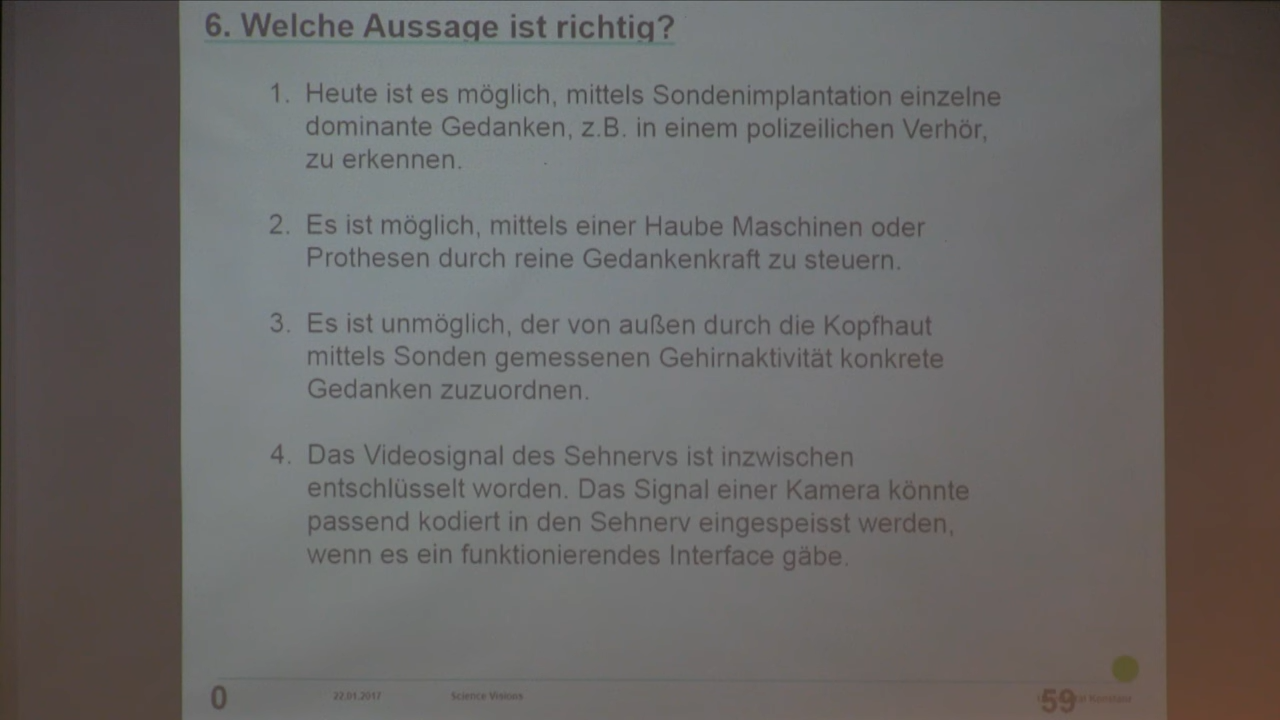 6. Welche Aussage ist richtig?
1. Heute ist es möglich, mittels Sondenimplantation einzelne
dominante Gedanken, z.B. in einem polizeilichen Verhör,
zu erkennen.
2. Es ist möglich, mittels einer Haube Maschinen oder
Prothesen durch reine Gedankenkraft zu steuern.
3. Es ist unmöglich, der von außen durch die Kopfhaut
mittels Sonden gemessenen Gehirnaktivität konkrete
Gedanken zuzuordnen.
4. Das Videosignal des Sehnervs ist inzwischen
entschlüsselt worden. Das Signal einer Kamera könnte
passend kodiert in den Sehnerv eingespeisst werden,
wenn es ein funktionierendes Interface gäbe.
0 22.01.2017 Science Visions 59 Konstanz